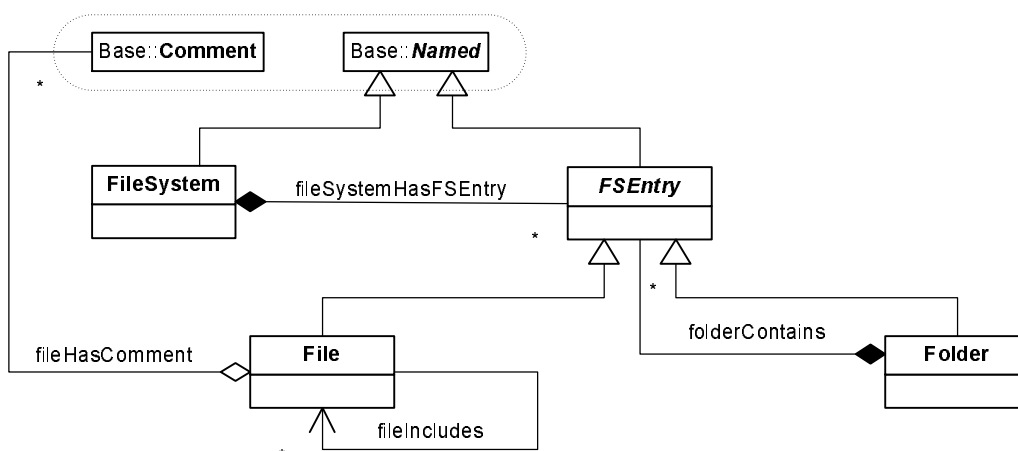 Base::Comment
Base::Named
*
FileSystem
fileSystemHasFSEntry
FSEntry
*
*
folderContains
fileHasComment
File
Folder
fileIncludes
*